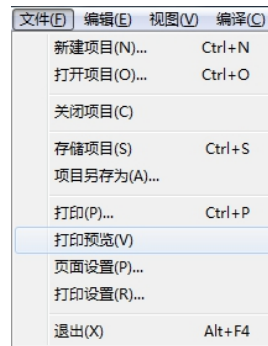 文件(F) 编辑(E) 视图(V) 编译(C)
新建项目(N)... Ctrl+N
打开项目(O)... Ctrl+O
关闭项目(C)
存储项目(S) Ctrl+S
项目另存为(A)...
打印(P)... Ctrl+P
打印预览(V)
页面设置(P)...
打印设置(R)...
退出(X) Alt+F4